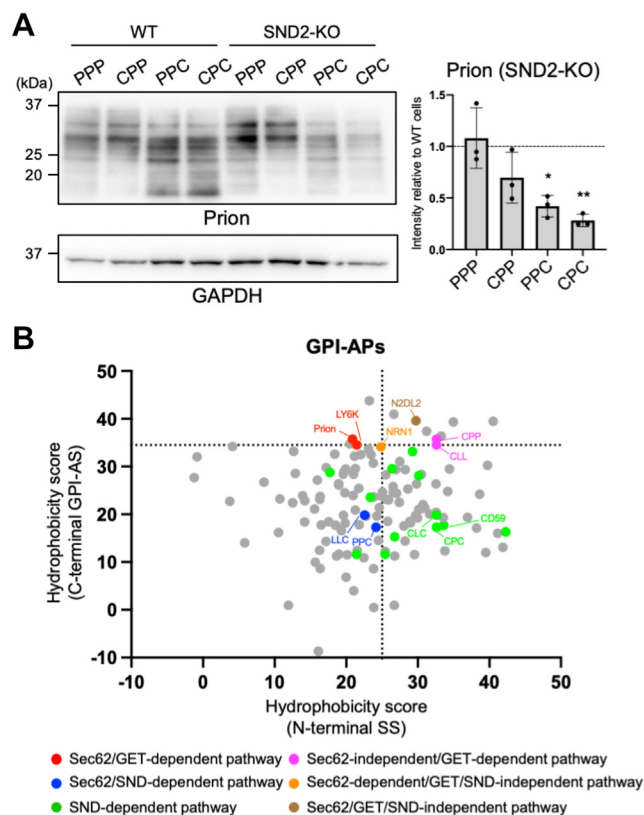 A
WT
SND2-KO
PPP CPP PPC CPC PPP CPP PPC CPC
(kDa)
37
25
20
Prion
37
GAPDH
Prion (SND2-KO)
Intensity relative to WT cells
1.5
1.0
0.5
0.0
*
**
PPP CPP PPC CPC
B
GPI-APs
Hydrophobicity score
(C-terminal GPI-AS)
50
40
30
20
10
0
-10
N2DL2
LY6K
Prion
NRN1
CPP
CLL
LLC
PPC
CLC
CD59
CPC
-10 0 10 20 30 40 50
Hydrophobicity score
(N-terminal SS)
Sec62/GET-dependent pathway
Sec62/SND-dependent pathway
SND-dependent pathway
Sec62-independent/GET-dependent pathway
Sec62-dependent/GET/SND-independent pathway
Sec62/GET/SND-independent pathway